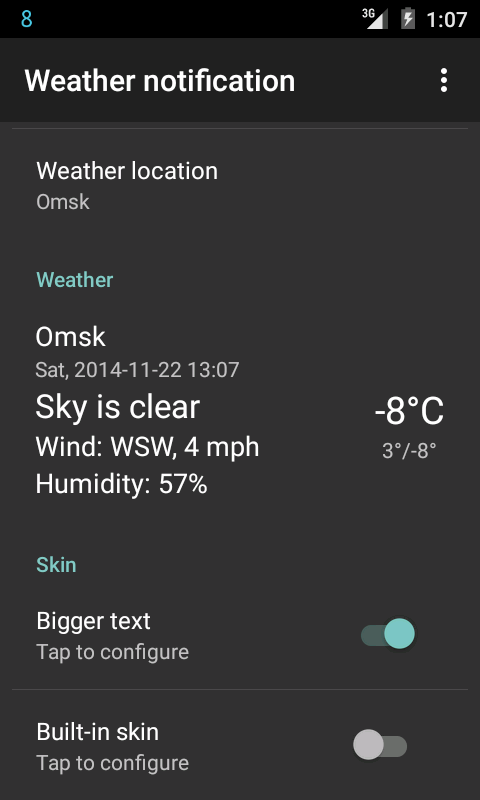 8
3G
1:07
Weather notification
Weather location
Omsk
Weather
Omsk
Sat, 2014-11-22 13:07
Sky is clear
-8°C
Wind: WSW, 4 mph
3°/-8°
Humidity: 57%
Skin
Bigger text
Tap to configure
Built-in skin
Tap to configure